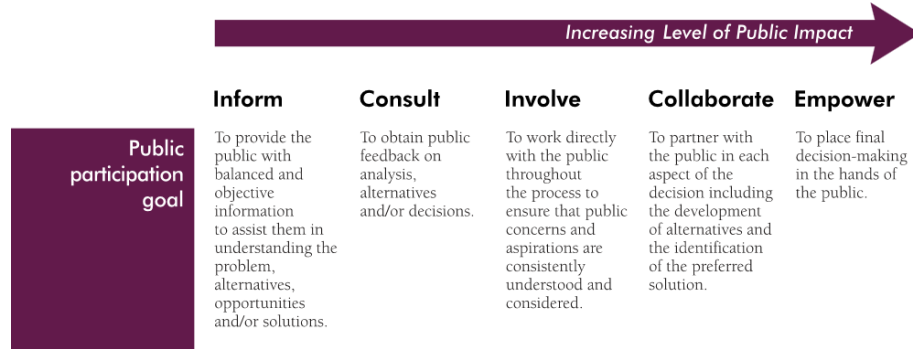 Increasing Level of Public Impact
Inform
Consult
Involve
Collaborate
Empower
Public
participation
goal
To provide the
public with
balanced and
objective
information
to assist them in
understanding the
problem,
alternatives,
opportunities
and/or solutions.
To obtain public
feedback on
analysis,
alternatives
and/or decisions.
To work directly
with the public
throughout
the process to
ensure that public
concerns and
aspirations are
consistently
understood and
considered.
To partner with
the public in each
aspect of the
decision including
the development
of alternatives and
the identification
of the preferred
solution.
To place final
decision-making
in the hands of
the public.